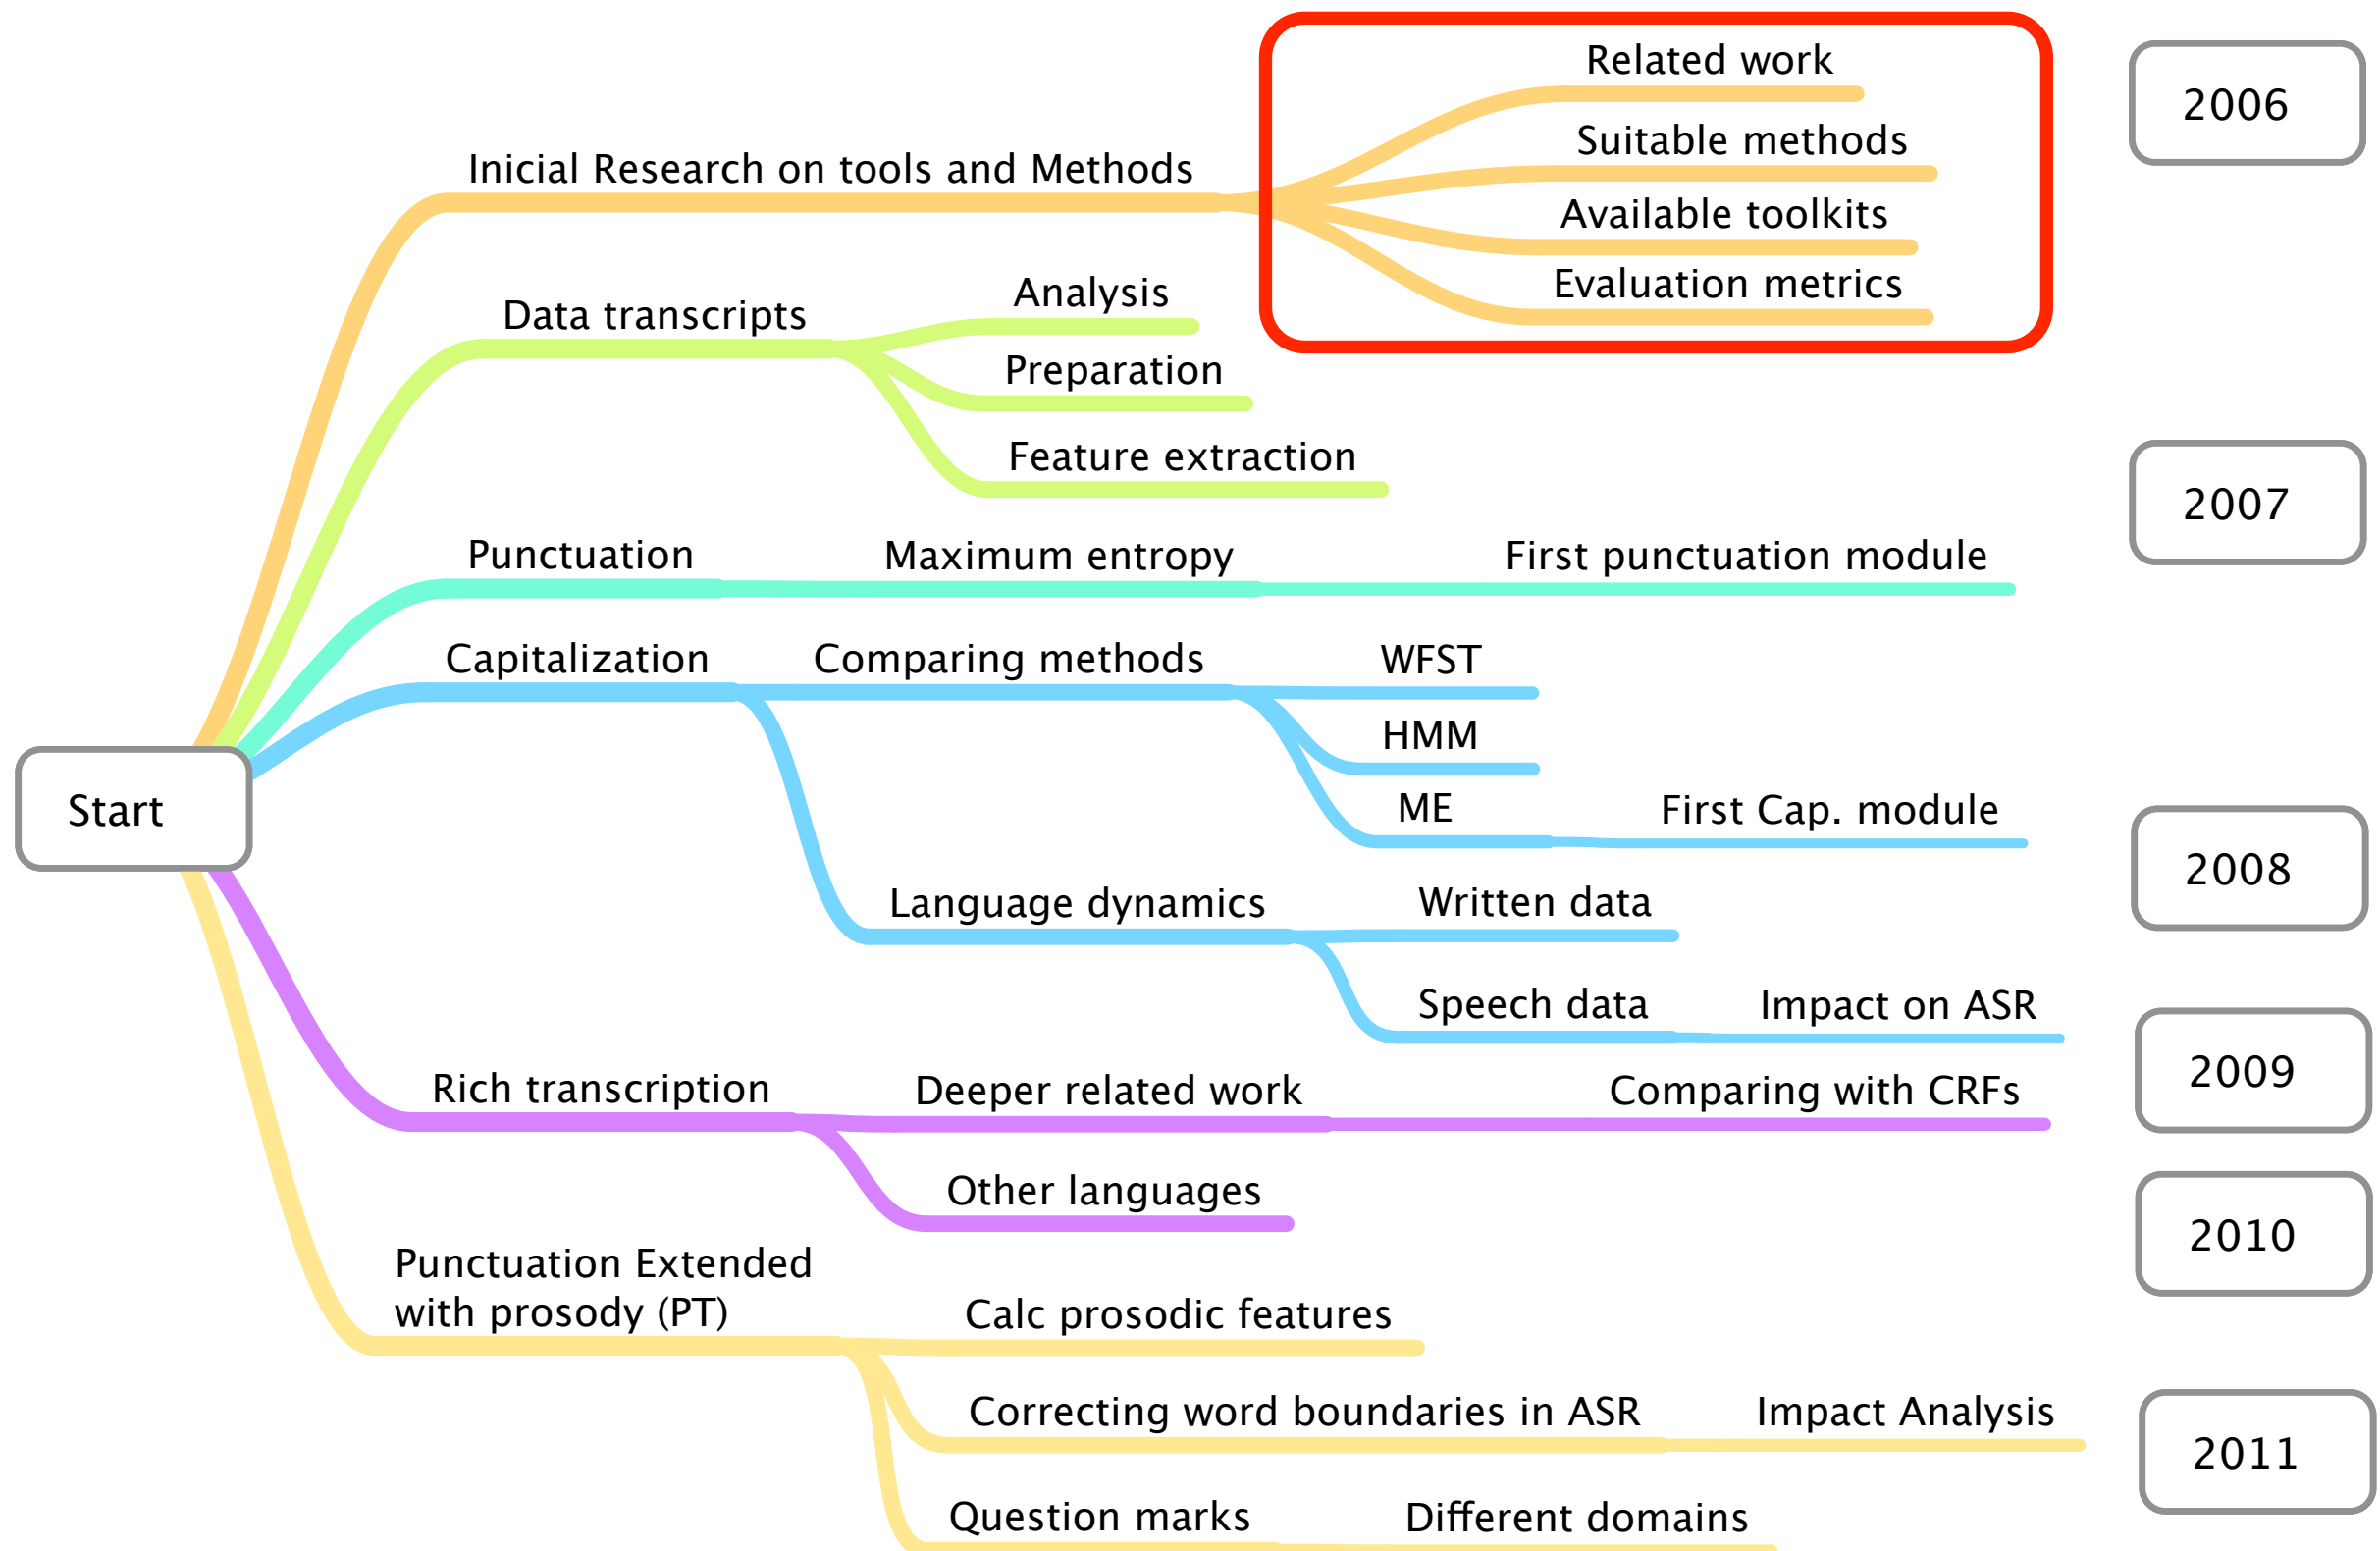 Related work
2006
Suitable methods
Inicial Research on tools and Methods
Available toolkits
Evaluation metrics
Analysis
Data transcripts
Preparation
Feature extraction
2007
Punctuation
Maximum entropy
First punctuation module
Capitalization
Comparing methods
WFST
HMM
ME
First Cap. module
Start
2008
Language dynamics
Written data
Speech data
Impact on ASR
2009
Rich transcription
Deeper related work
Comparing with CRFs
Other languages
2010
Punctuation Extended
with prosody (PT)
Calc prosodic features
Correcting word boundaries in ASR
Impact Analysis
2011
Question marks
Different domains